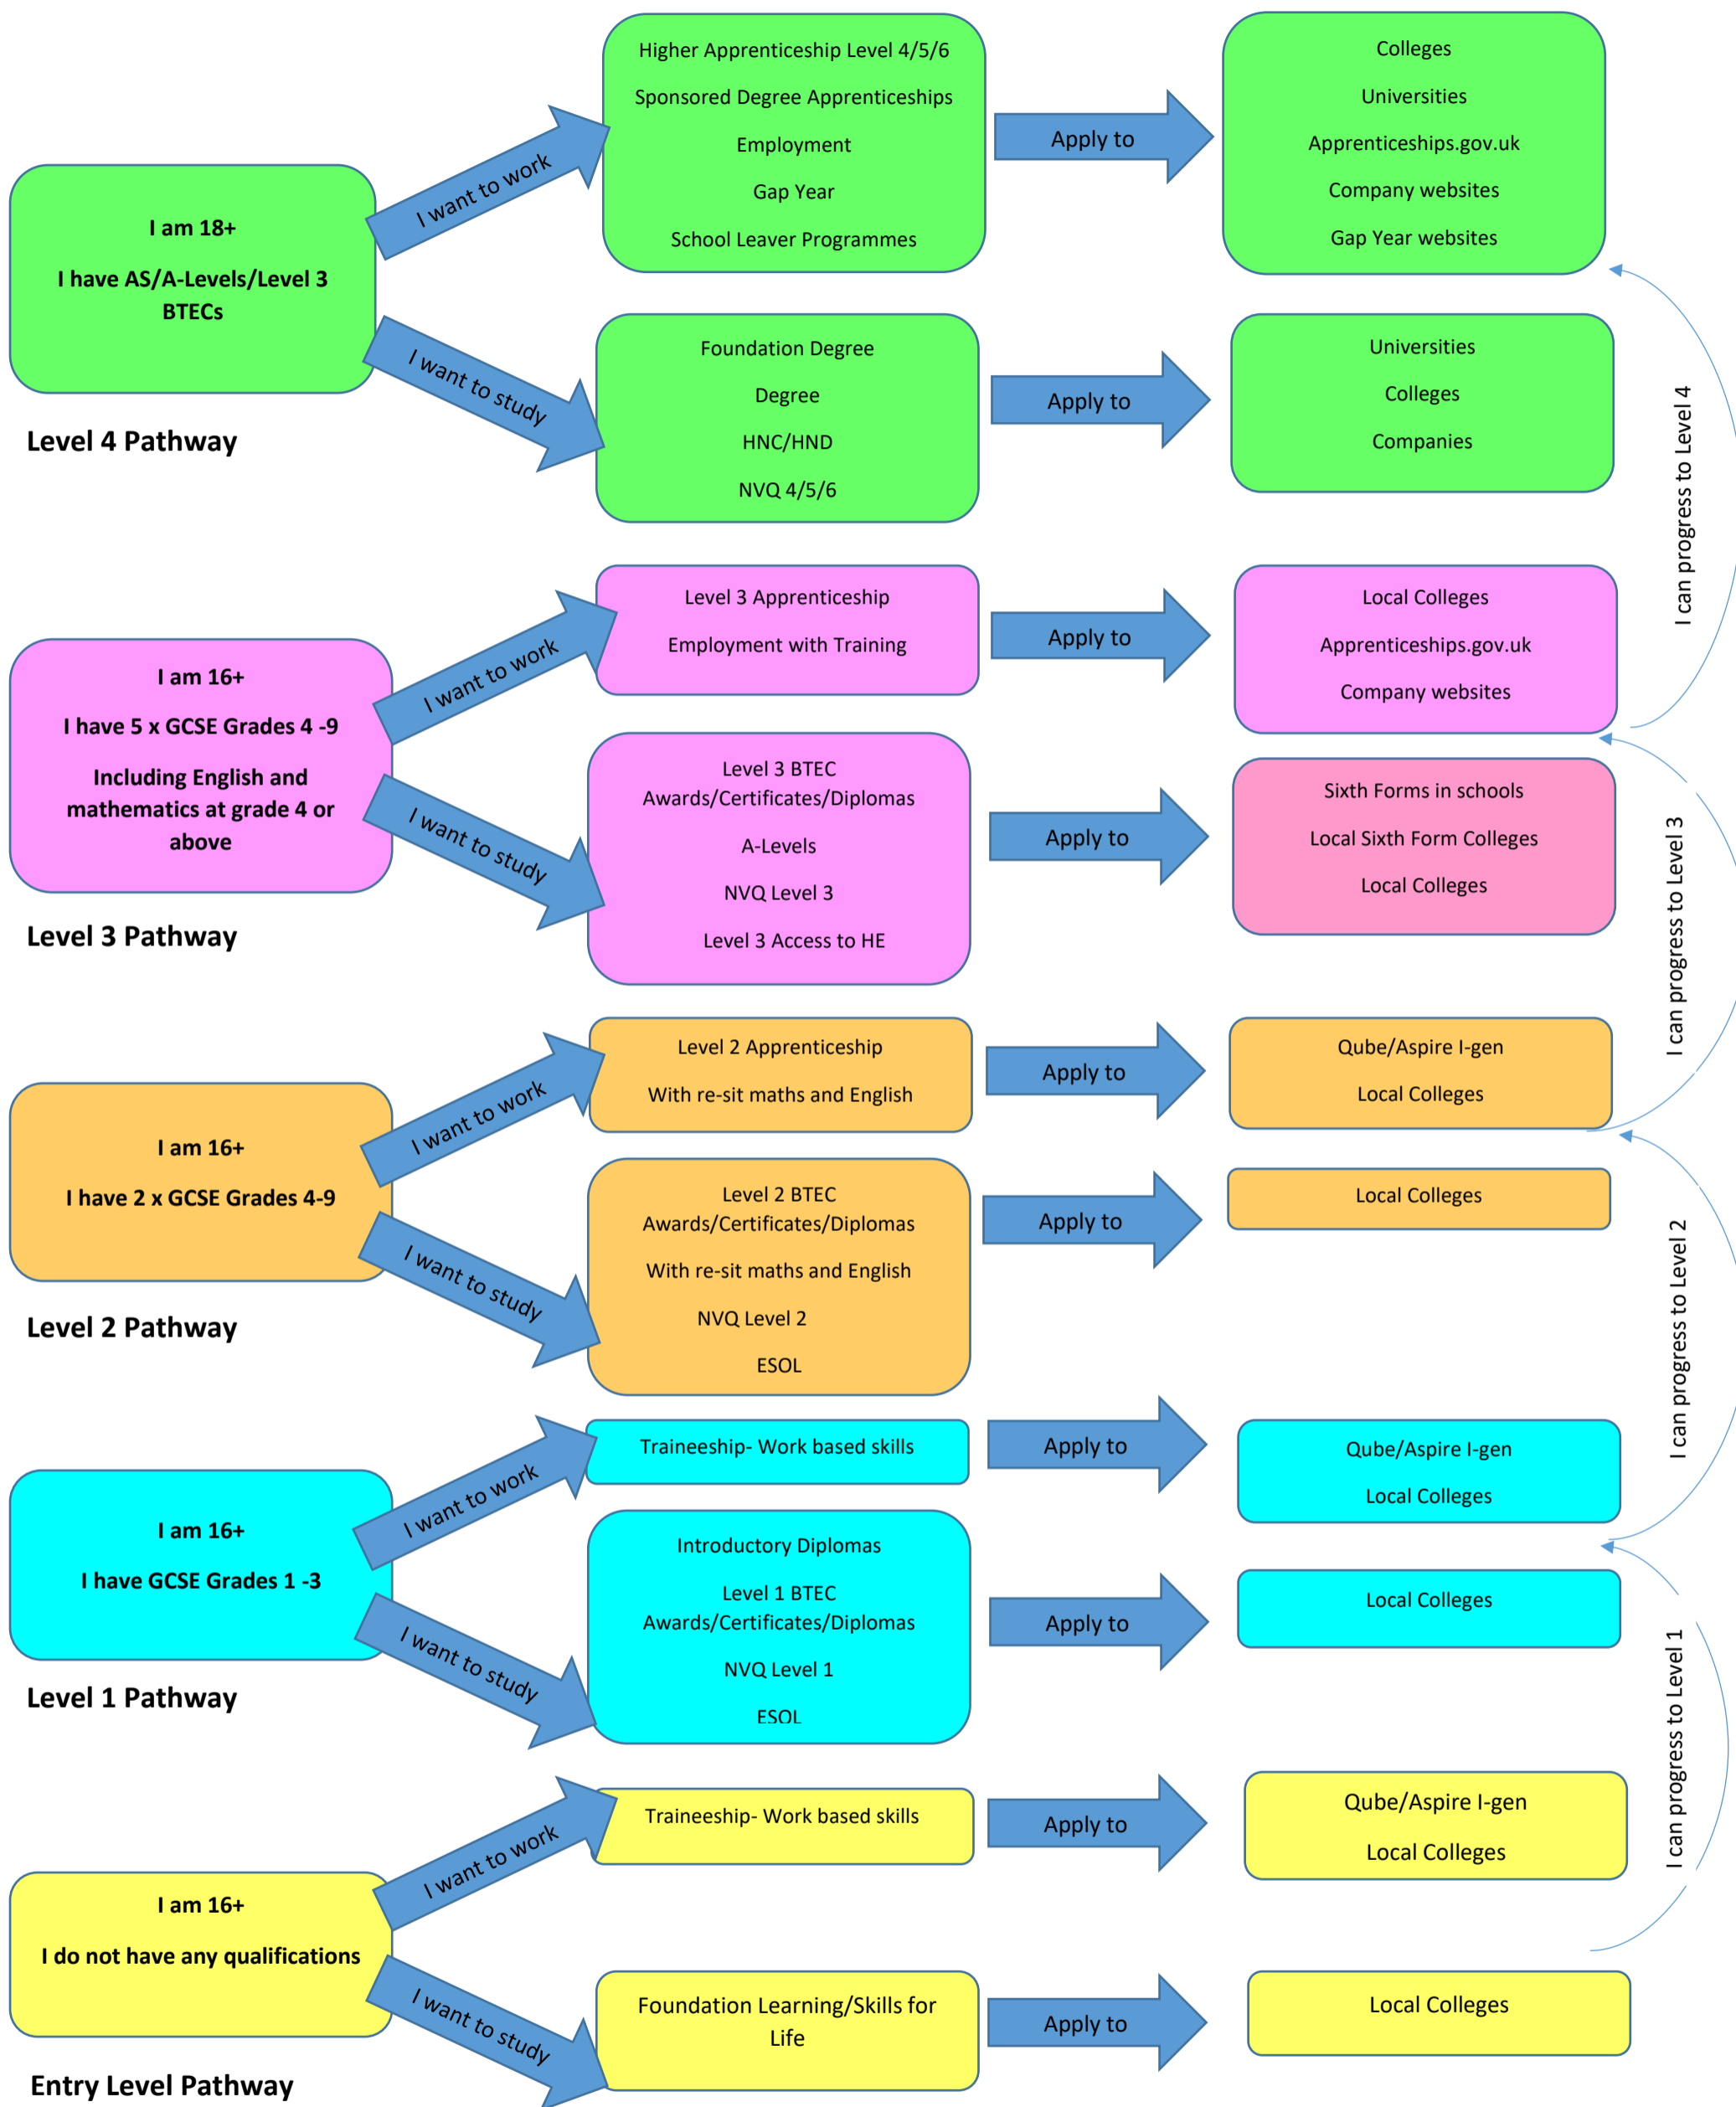 I am 18+
I have AS/A-Levels/Level 3
BTECs
Level 4 Pathway
I want to work
Higher Apprenticeship Level 4/5/6
Sponsored Degree Apprenticeships
Employment
Gap Year
School Leaver Programmes
Apply to
Colleges
Universities
Apprenticeships.gov.uk
Company websites
Gap Year websites
I want to study
Foundation Degree
Degree
HNC/HND
NVQ 4/5/6
Apply to
Universities
Colleges
Companies
I can progress to Level 4
I am 16+
I have 5 x GCSE Grades 4 -9
Including English and
mathematics at grade 4 or
above
Level 3 Pathway
I want to work
Level 3 Apprenticeship
Employment with Training
Apply to
Local Colleges
Apprenticeships.gov.uk
Company websites
I want to study
Level 3 BTEC
Awards/Certificates/Diplomas
A-Levels
NVQ Level 3
Level 3 Access to HE
Apply to
Sixth Forms in schools
Local Sixth Form Colleges
Local Colleges
I can progress to Level 3
I am 16+
I have 2 x GCSE Grades 4-9
Level 2 Pathway
I want to work
Level 2 Apprenticeship
With re-sit maths and English
Apply to
Qube/Aspire I-gen
Local Colleges
I want to study
Level 2 BTEC
Awards/Certificates/Diplomas
With re-sit maths and English
NVQ Level 2
ESOL
Apply to
Local Colleges
I can progress to Level 2
I am 16+
I have GCSE Grades 1 -3
Level 1 Pathway
I want to work
Traineeship- Work based skills
Apply to
Qube/Aspire I-gen
Local Colleges
I want to study
Introductory Diplomas
Level 1 BTEC
Awards/Certificates/Diplomas
NVQ Level 1
ESOL
Apply to
Local Colleges
I can progress to Level 1
I am 16+
I do not have any qualifications
Entry Level Pathway
I want to work
Traineeship- Work based skills
Apply to
Qube/Aspire I-gen
Local Colleges
I want to study
Foundation Learning/Skills for
Life
Apply to
Local Colleges